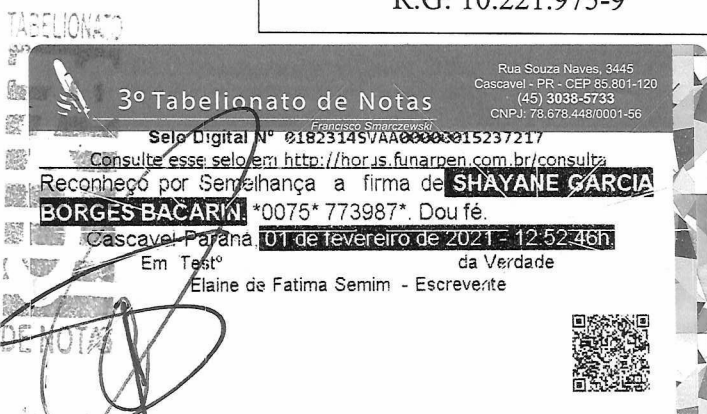 R.G. 10.221.975-9
TABELIONATO
3º Tabelionato de Notas
Francisco Smarczewski
Rua Souza Naves, 3445
Cascavel - PR - CEP 85.801-120
(45) 3038-5733
CNPJ: 78.678.448/0001-56
Selo Digital Nº 0182314SVAA00000015237217
Consulte esse selo em http://horus.funarpen.com.br/consulta
Reconheço por Semelhança a firma de SHAYANE GARCIA
BORGES BACARIN. *0075* 773987*. Dou fé.
Cascavel-Paraná, 01 de fevereiro de 2021 - 12:52:46h
Em Testº da Verdade
Elaine de Fatima Semim - Escrevente
DE NOTAS